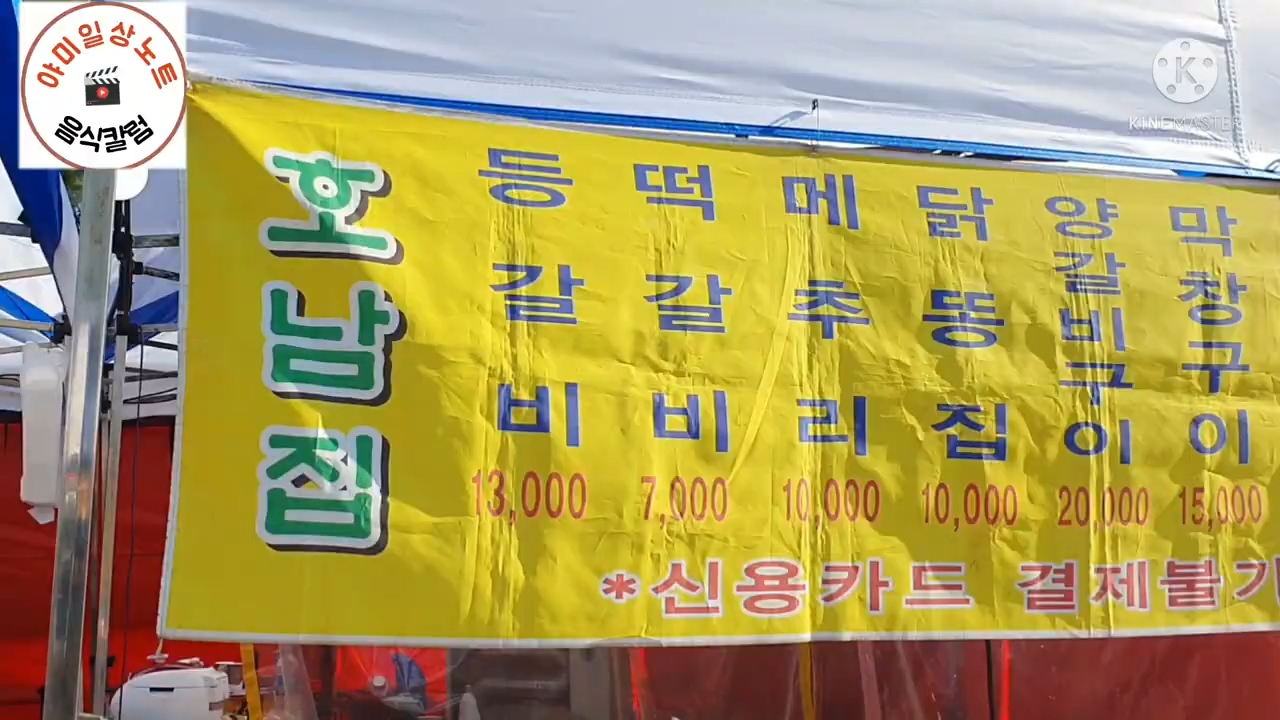 야미일상노트
음식칼럼
KINEMASTER
호남집
등갈비
13,000
떡갈비
7,000
메추리
10,000
닭똥집
10,000
양갈비구이
20,000
막창구이
15,000
*신용카드 결제불가